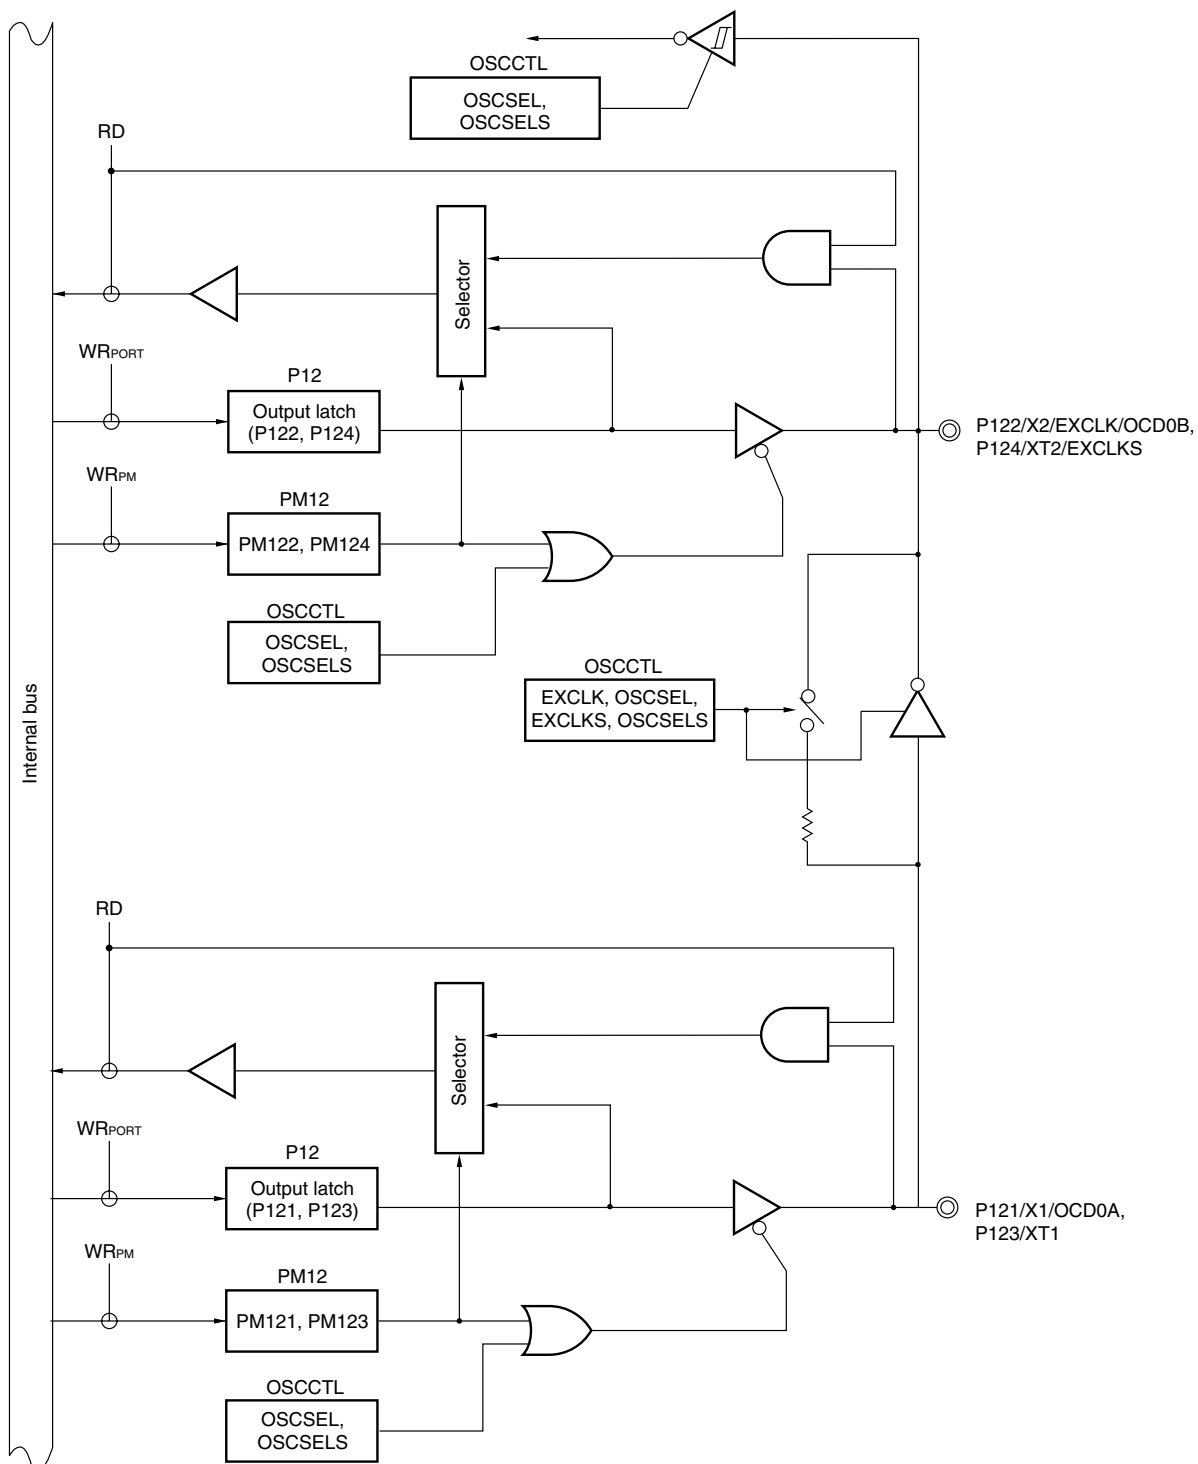 OSCCTL
OSCSEL,
OSCSELS
RD
Selector
WRPORT
P12
Output latch
(P122, P124)
P122/X2/EXCLK/OCD0B,
P124/XT2/EXCLKS
WRPM
PM12
PM122, PM124
OSCCTL
OSCSEL,
OSCSELS
OSCCTL
EXCLK, OSCSEL,
EXCLKS, OSCSELS
Internal bus
RD
Selector
WRPORT
P12
Output latch
(P121, P123)
P121/X1/OCD0A,
P123/XT1
WRPM
PM12
PM121, PM123
OSCCTL
OSCSEL,
OSCSELS